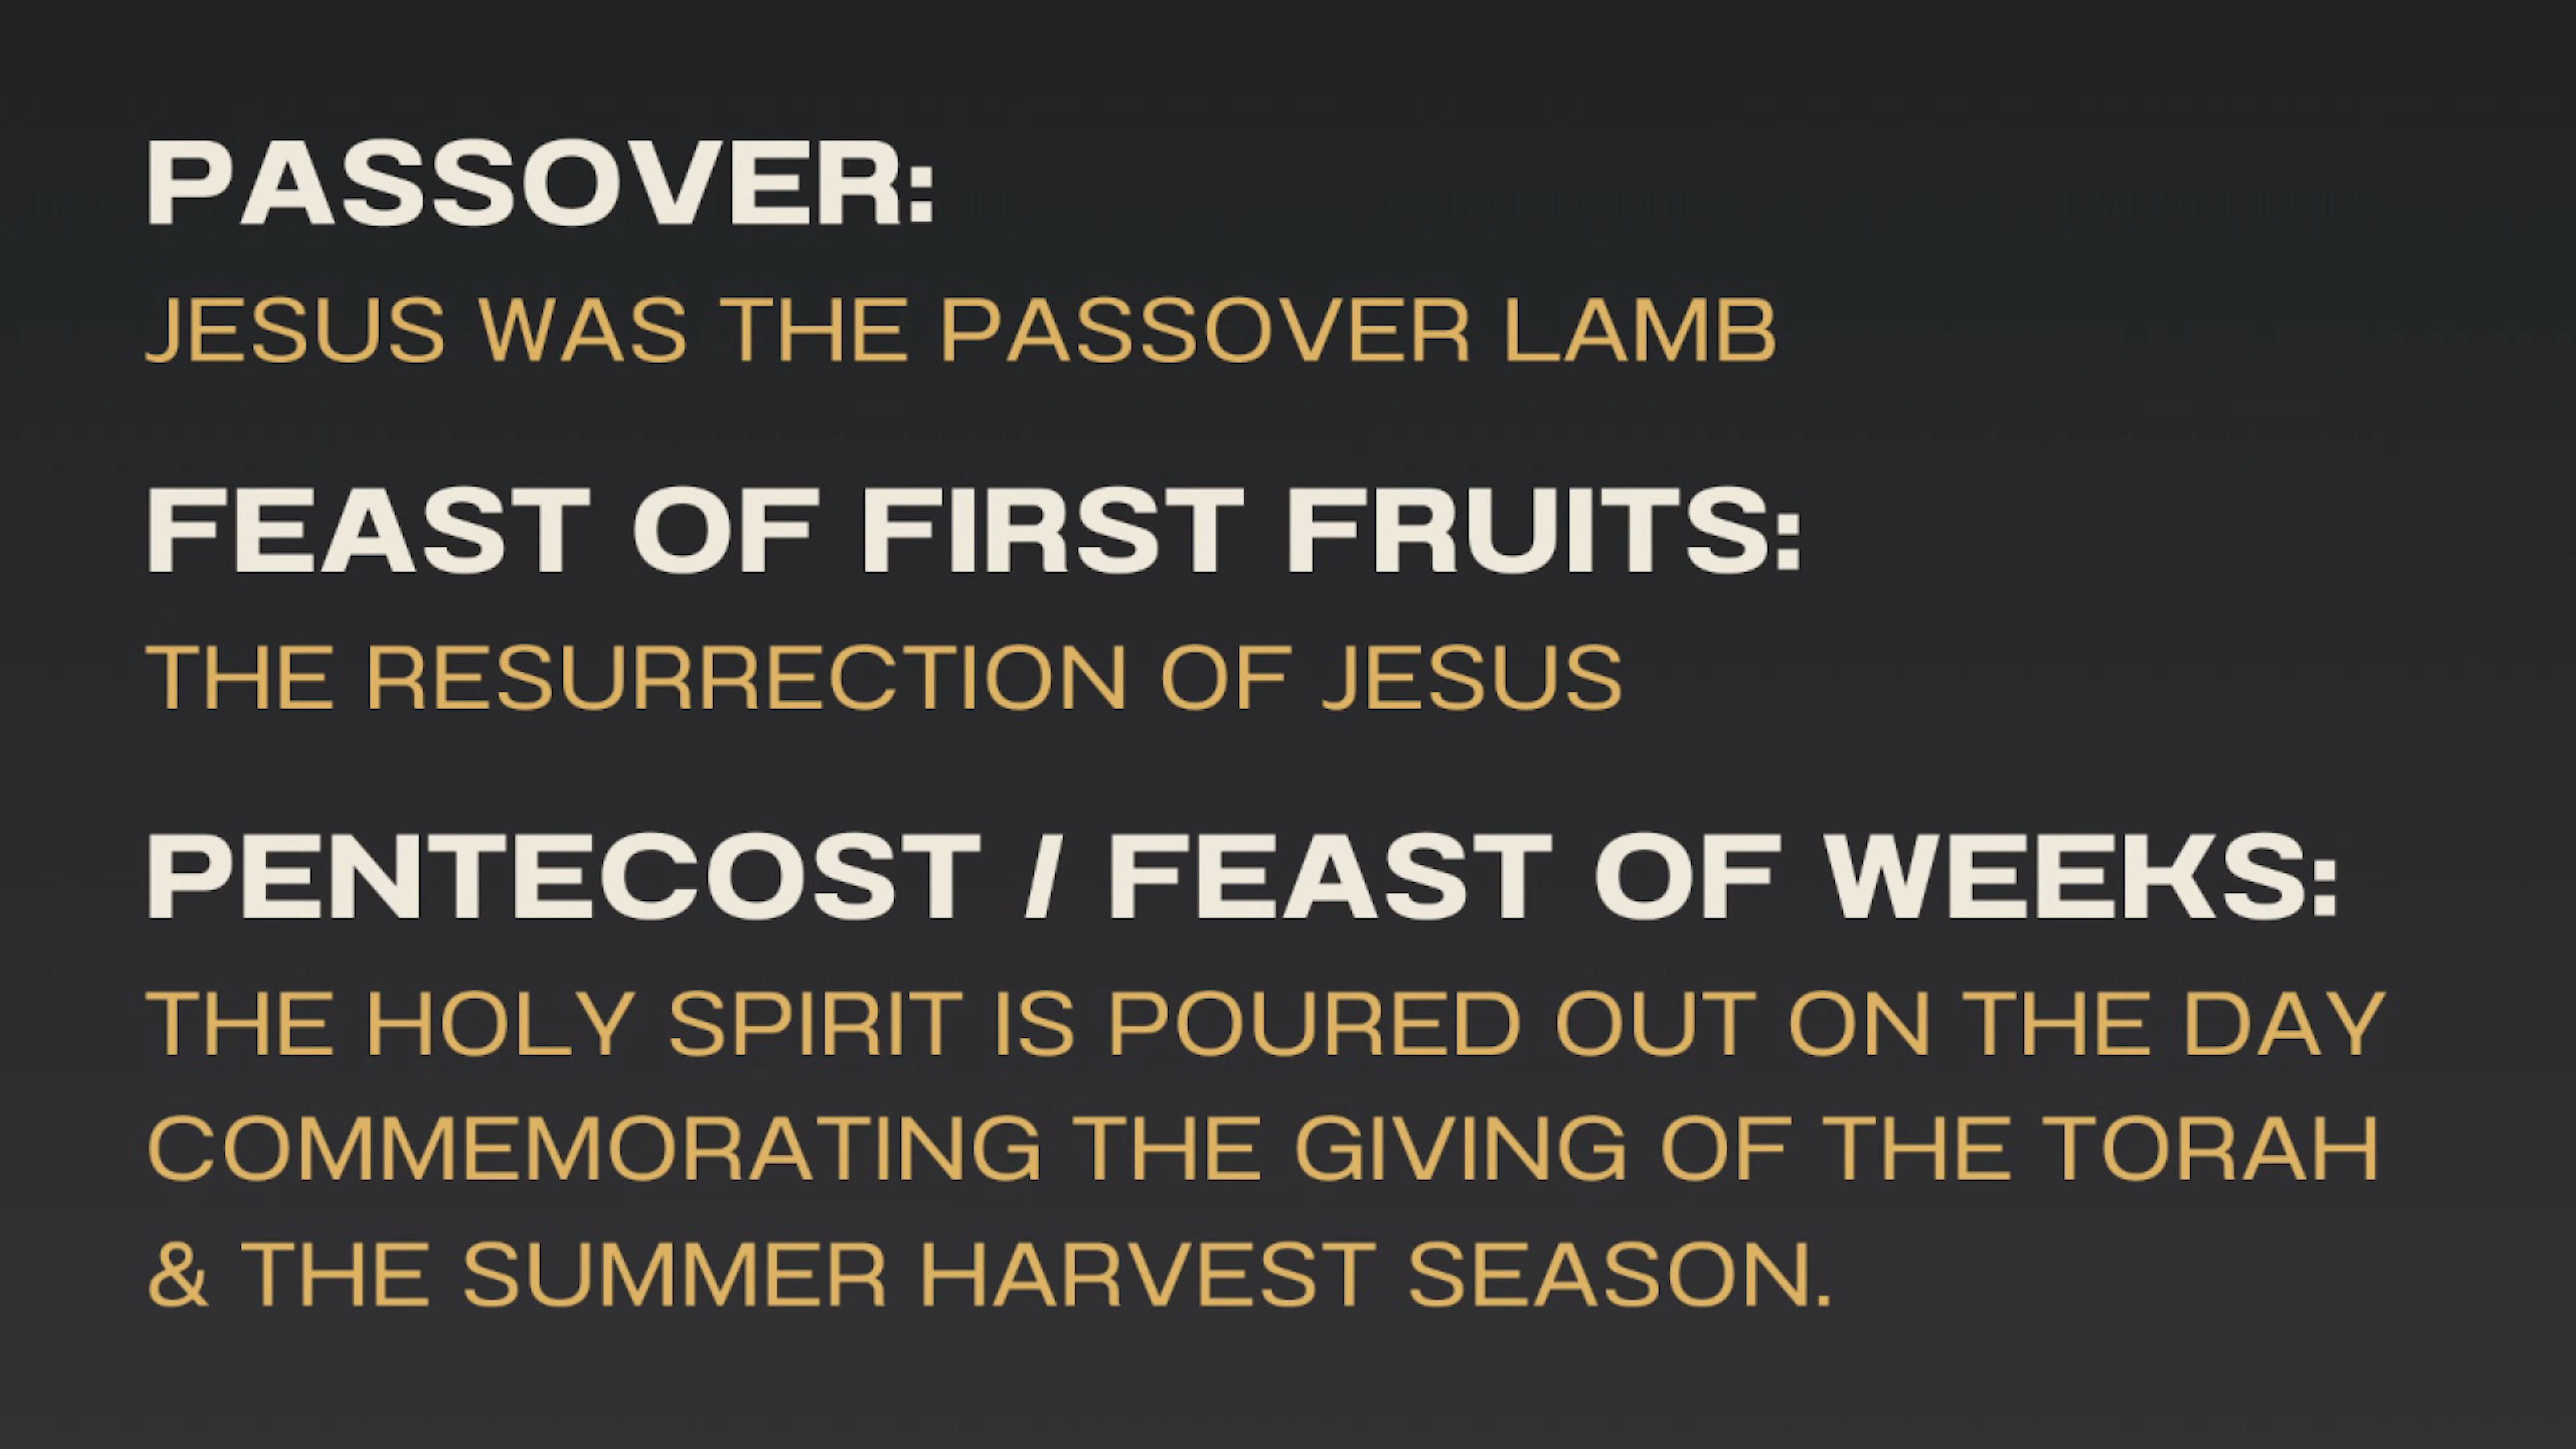 PASSOVER:
JESUS WAS THE PASSOVER LAMB
FEAST OF FIRST FRUITS:
THE RESURRECTION OF JESUS
PENTECOST / FEAST OF WEEKS:
THE HOLY SPIRIT IS POURED OUT ON THE DAY
COMMEMORATING THE GIVING OF THE TORAH
& THE SUMMER HARVEST SEASON.